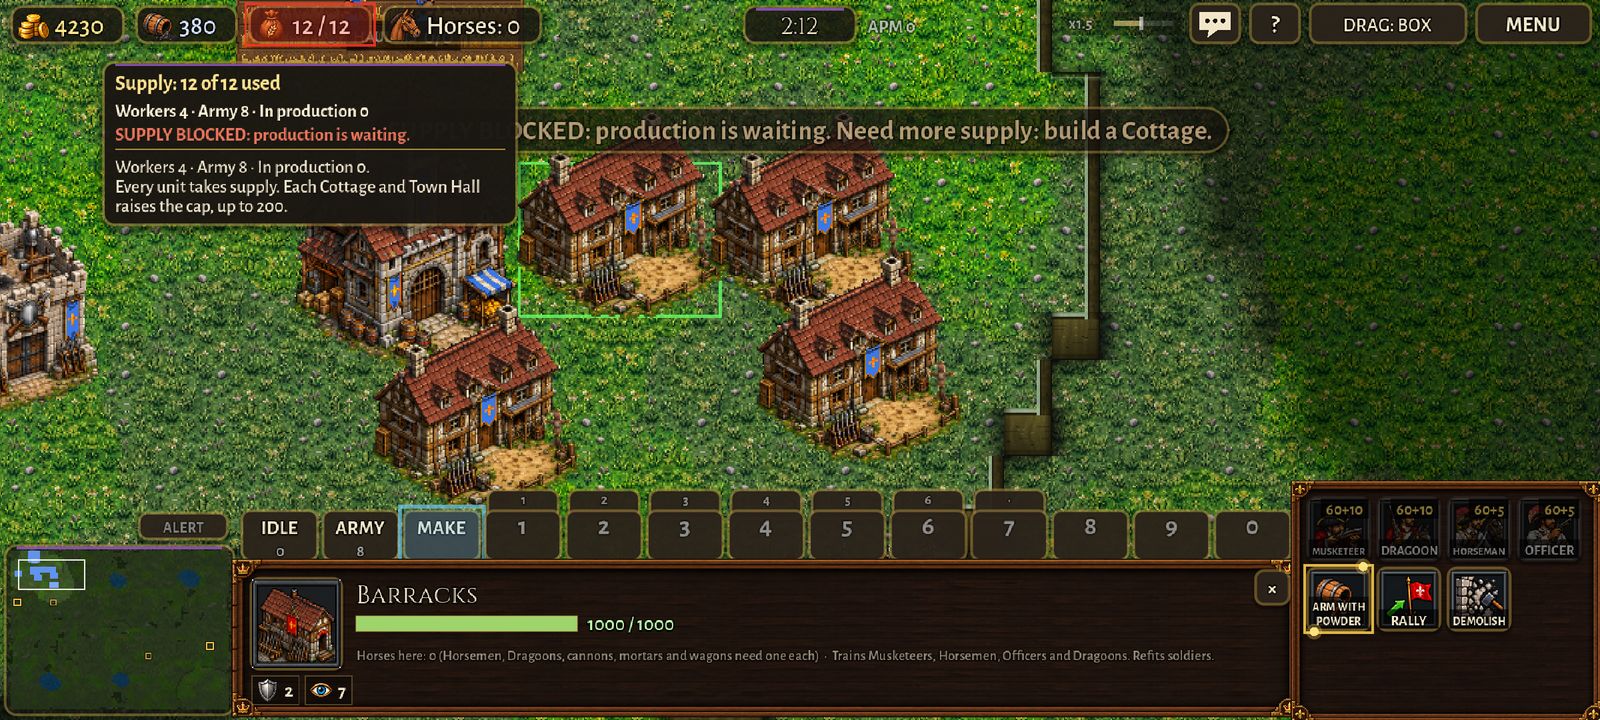 4230
380
12 / 12
Horses: 0
2:12
APM 0
x1.5
?
DRAG: BOX
MENU
Supply: 12 of 12 used
Workers 4 · Army 8 · In production 0
SUPPLY BLOCKED: production is waiting.
Workers 4 · Army 8 · In production 0.
Every unit takes supply. Each Cottage and Town Hall
raises the cap, up to 200.
BLOCKED: production is waiting. Need more supply: build a Cottage.
ALERT
IDLE
0
ARMY
8
MAKE
1
2
3
4
5
6
·
1
2
3
4
5
6
7
8
9
0
BARRACKS
1000 / 1000
Horses here: 0 (Horsemen, Dragoons, cannons, mortars and wagons need one each) · Trains Musketeers, Horsemen, Officers and Dragoons. Refits soldiers.
2
7
×
60+10
MUSKETEER
60+10
DRAGOON
60+5
HORSEMAN
60+5
OFFICER
ARM WITH
POWDER
RALLY
DEMOLISH